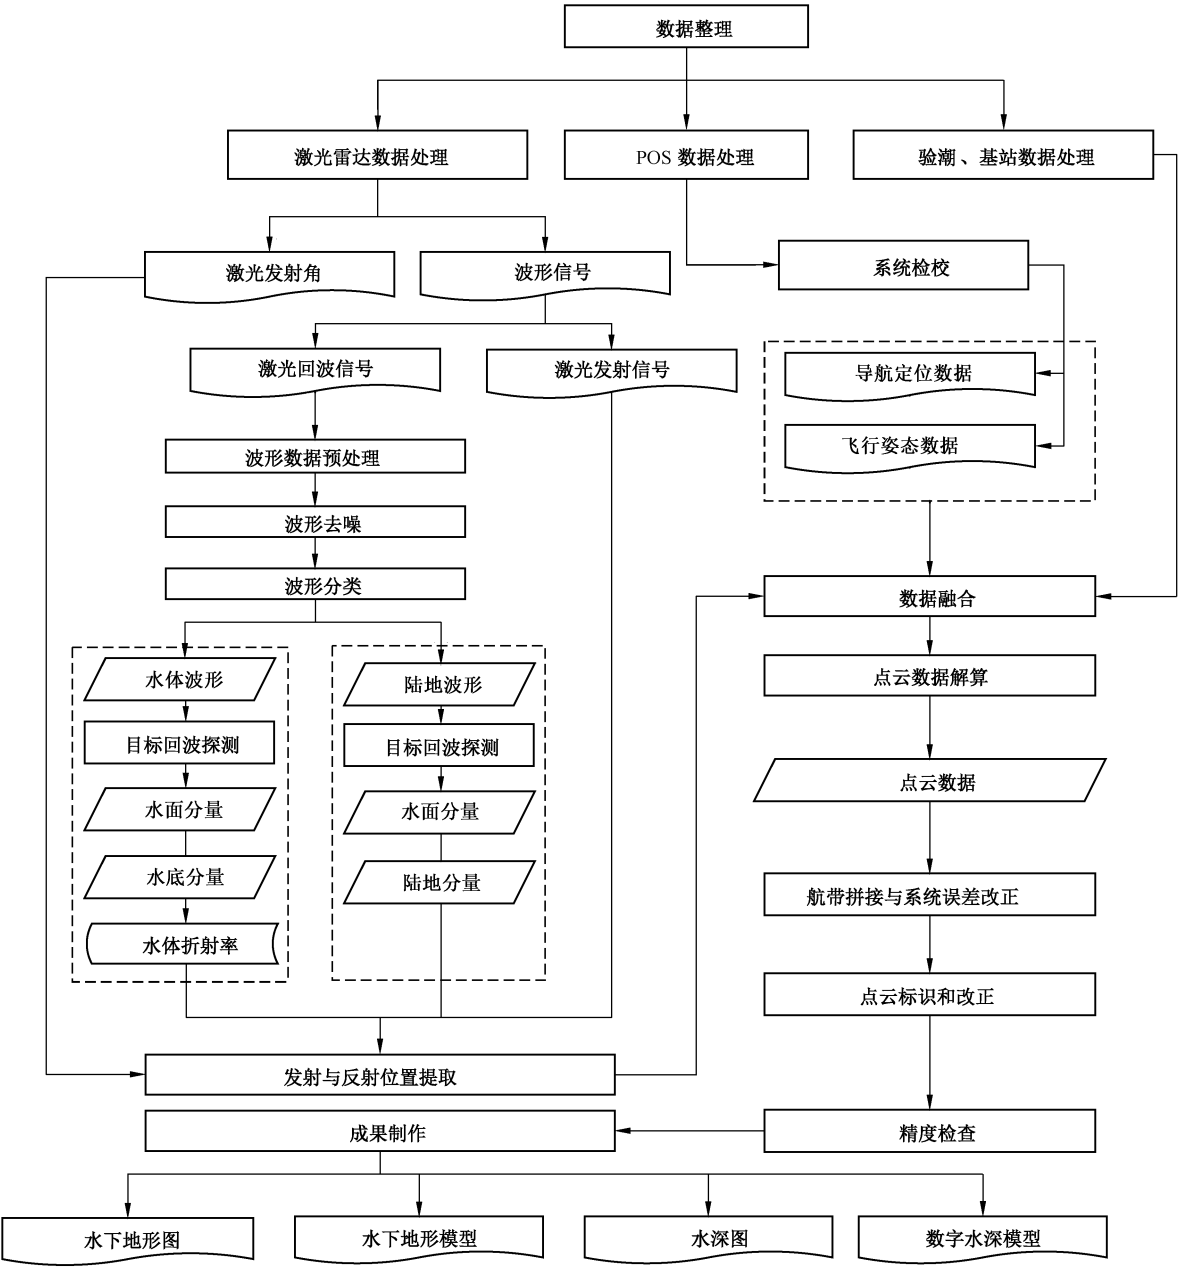 数据整理
激光雷达数据处理
POS 数据处理
验潮、基站数据处理
激光发射角
波形信号
系统检校
激光回波信号
激光发射信号
导航定位数据
飞行姿态数据
波形数据预处理
波形去噪
波形分类
数据融合
水体波形
陆地波形
点云数据解算
目标回波探测
目标回波探测
点云数据
水面分量
水面分量
水底分量
陆地分量
航带拼接与系统误差改正
水体折射率
点云标识和改正
发射与反射位置提取
成果制作
精度检查
水下地形图
水下地形模型
水深图
数字水深模型